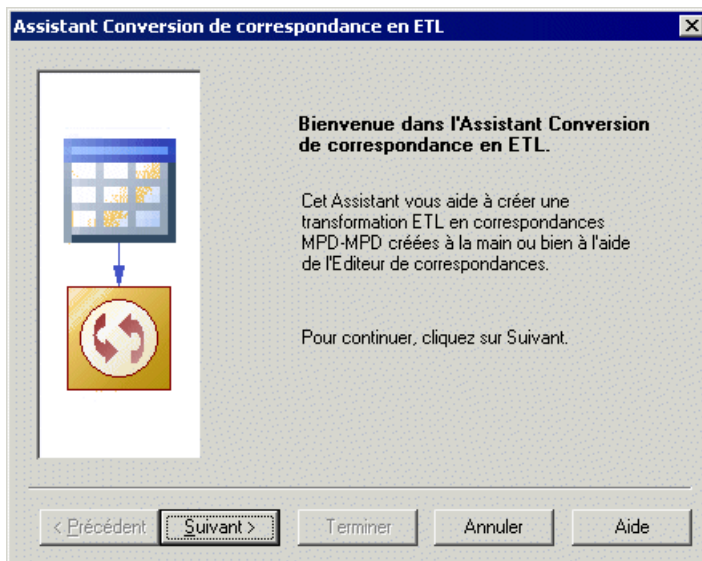 Assistant Conversion de correspondance en ETL
Bienvenue dans l'Assistant Conversion
de correspondance en ETL.
Cet Assistant vous aide à créer une
transformation ETL en correspondances
MPD-MPD créées à la main ou bien à l'aide
de l'Editeur de correspondances.
Pour continuer, cliquez sur Suivant.
< Précédent Suivant > Terminer Annuler Aide